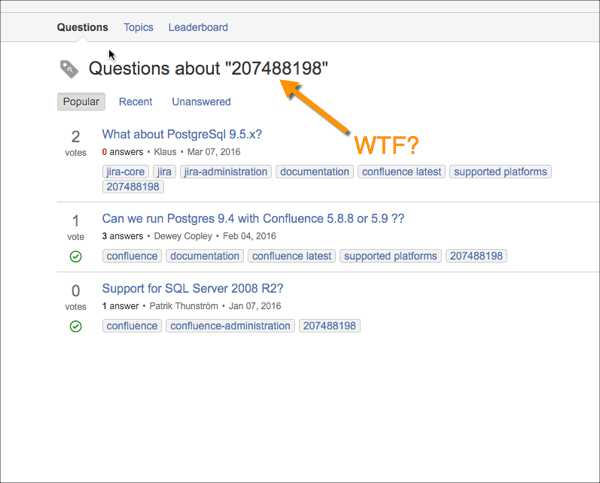 Questions Topics Leaderboard
Questions about "207488198"
Popular Recent Unanswered
WTF?
2 What about PostgreSql 9.5.x?
votes 0 answers • Klaus • Mar 07, 2016
jira-core jira jira-administration documentation confluence latest supported platforms
207488198
1 Can we run Postgres 9.4 with Confluence 5.8.8 or 5.9 ??
vote 3 answers • Dewey Copley • Feb 04, 2016
confluence documentation confluence latest supported platforms 207488198
0 Support for SQL Server 2008 R2?
votes 1 answer • Patrik Thunström • Jan 07, 2016
confluence confluence-administration 207488198